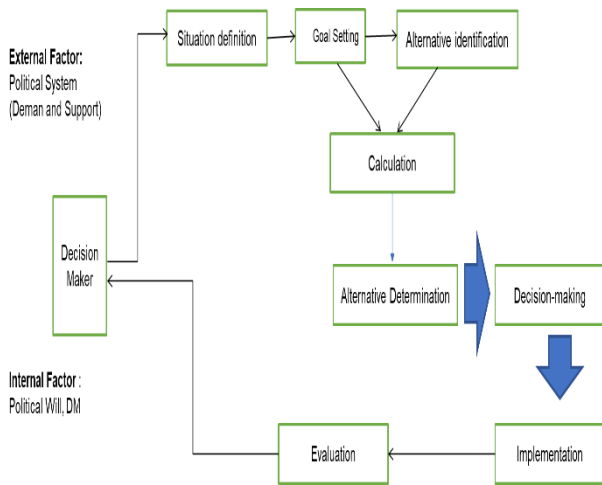 Situation definition
Goal Setting
Alternative identification
External Factor:
Political System
(Deman and Support)
Calculation
Decision
Maker
Alternative Determination
Decision-making
Internal Factor :
Political Will, DM
Evaluation
Implementation